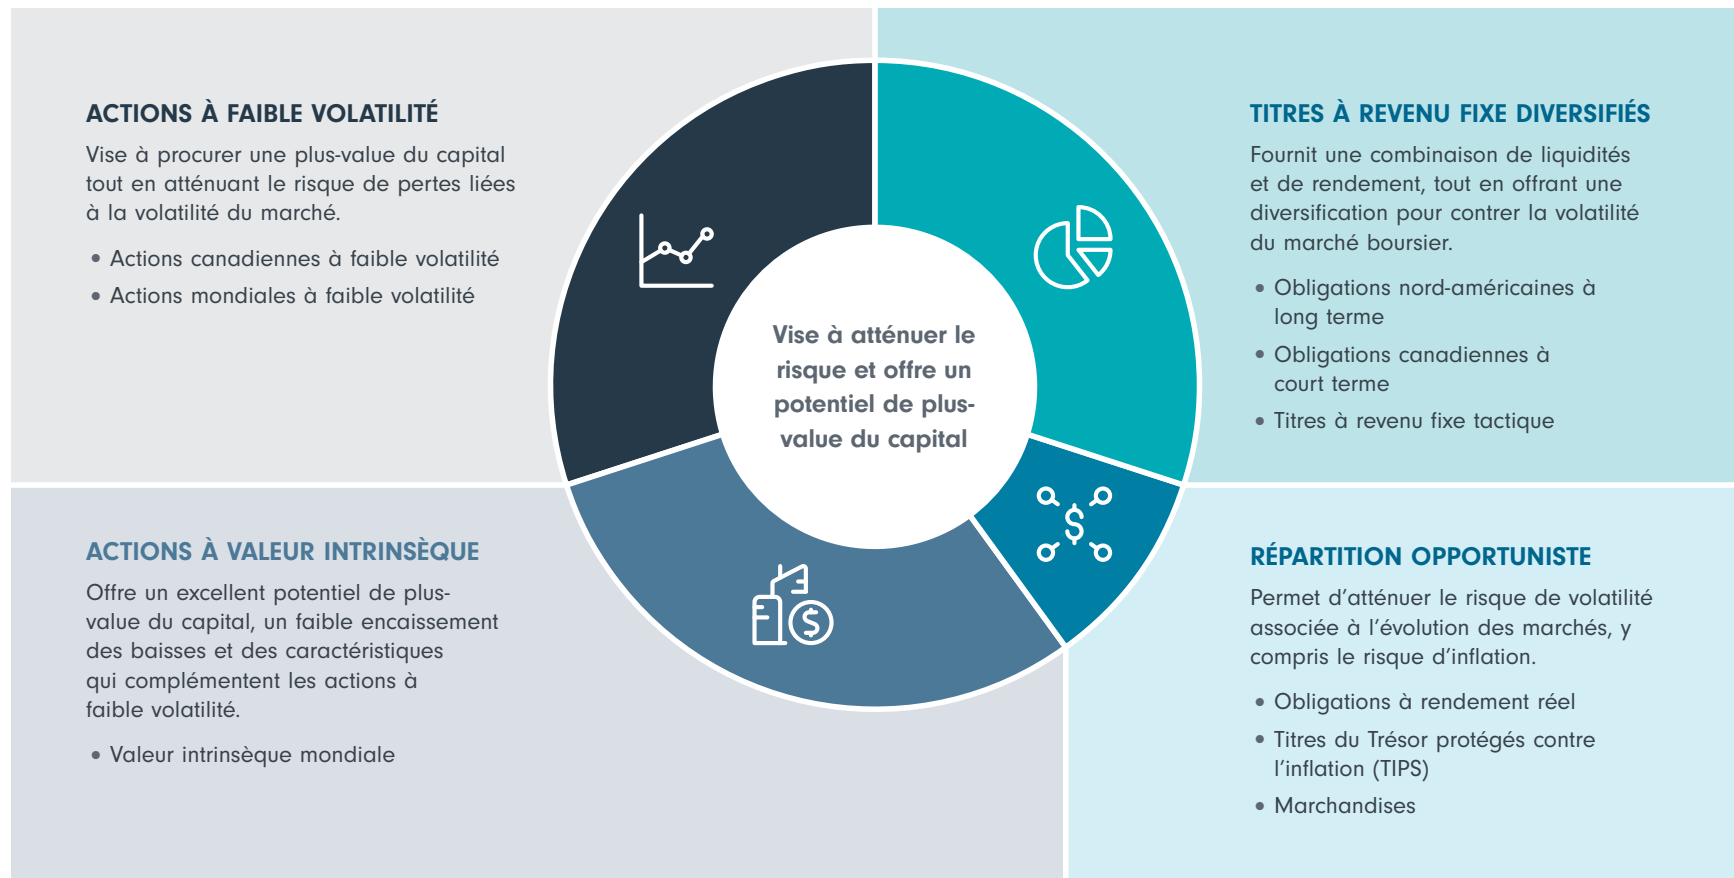 ACTIONS À FAIBLE VOLATILITÉ
Vise à procurer une plus-value du capital
tout en atténuant le risque de pertes liées
à la volatilité du marché.
• Actions canadiennes à faible volatilité
• Actions mondiales à faible volatilité
TITRES À REVENU FIXE DIVERSIFIÉS
Fournit une combinaison de liquidités
et de rendement, tout en offrant une
diversification pour contrer la volatilité
du marché boursier.
• Obligations nord-américaines à
long terme
• Obligations canadiennes à
court terme
• Titres à revenu fixe tactique
Vise à atténuer le
risque et offre un
potentiel de plus-
value du capital
$
$
ACTIONS À VALEUR INTRINSÈQUE
Offre un excellent potentiel de plus-
value du capital, un faible encaissement
des baisses et des caractéristiques
qui complémentent les actions à
faible volatilité.
• Valeur intrinsèque mondiale
RÉPARTITION OPPORTUNISTE
Permet d’atténuer le risque de volatilité
associée à l’évolution des marchés, y
compris le risque d’inflation.
• Obligations à rendement réel
• Titres du Trésor protégés contre
l’inflation (TIPS)
• Marchandises